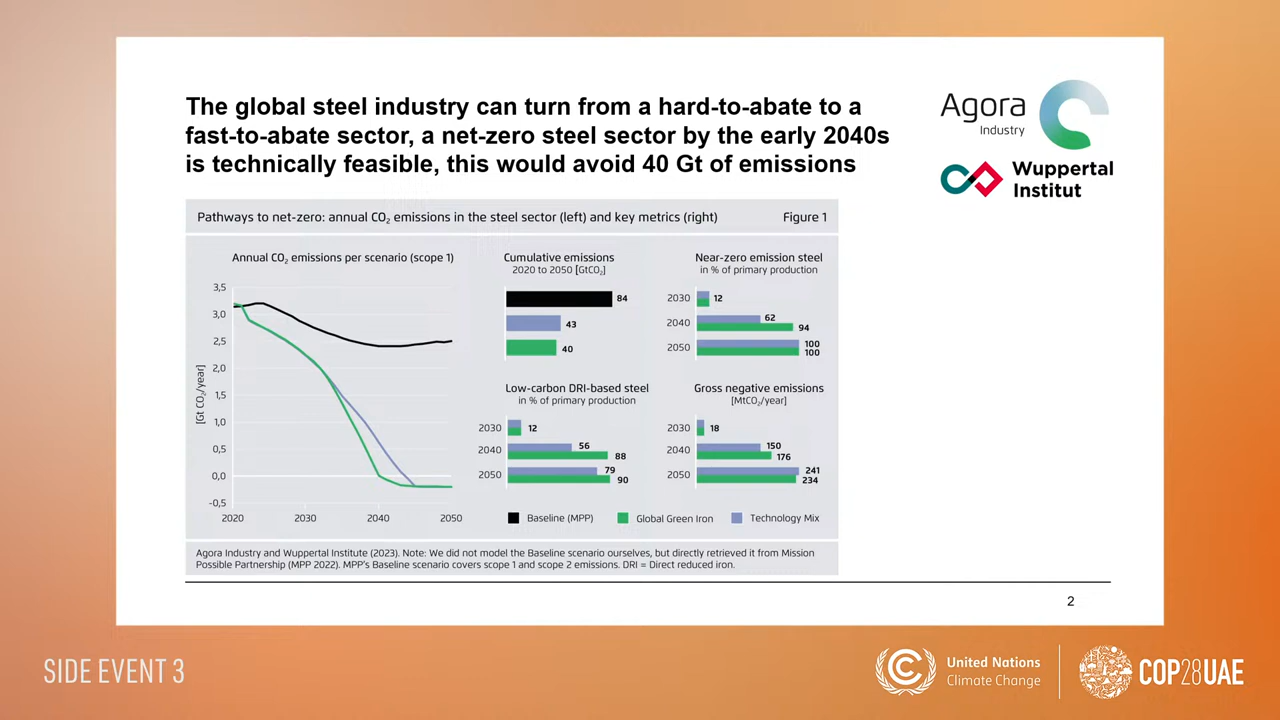 The global steel industry can turn from a hard-to-abate to a
fast-to-abate sector, a net-zero steel sector by the early 2040s
is technically feasible, this would avoid 40 Gt of emissions
Agora
Industry
Wuppertal
Institut
Pathways to net-zero: annual CO₂ emissions in the steel sector (left) and key metrics (right)
Figure 1
Annual CO₂ emissions per scenario (scope 1)
[Gt CO₂/year]
3,5
3,0
2,5
2,0
1,5
1,0
0,5
0,0
-0,5
2020
2030
2040
2050
Cumulative emissions
2020 to 2050 [GtCO₂]
84
43
40
Near-zero emission steel
in % of primary production
2030
12
2040
62
94
2050
100
100
Low-carbon DRI-based steel
in % of primary production
2030
12
2040
56
88
2050
79
90
Gross negative emissions
[MtCO₂/year]
2030
18
2040
150
176
2050
241
234
Baseline (MPP)
Global Green Iron
Technology Mix
Agora Industry and Wuppertal Institute (2023). Note: We did not model the Baseline scenario ourselves, but directly retrieved it from Mission
Possible Partnership (MPP 2022). MPP's Baseline scenario covers scope 1 and scope 2 emissions. DRI = Direct reduced iron.
2
SIDE EVENT 3
United Nations
Climate Change
COP28UAE